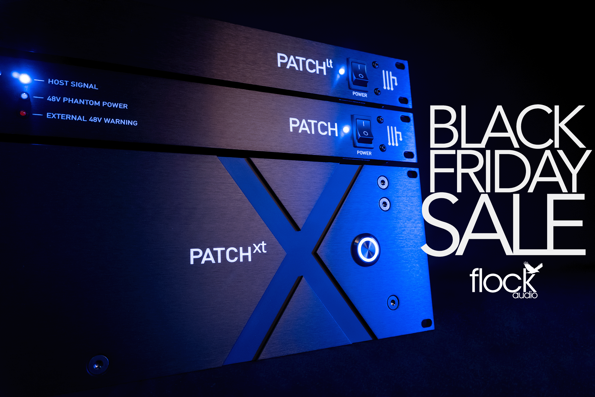 PATCH lt
POWER
HOST SIGNAL
48V PHANTOM POWER
EXTERNAL 48V WARNING
PATCH
POWER
PATCH xt
BLACK
FRIDAY
SALE
flock
audio